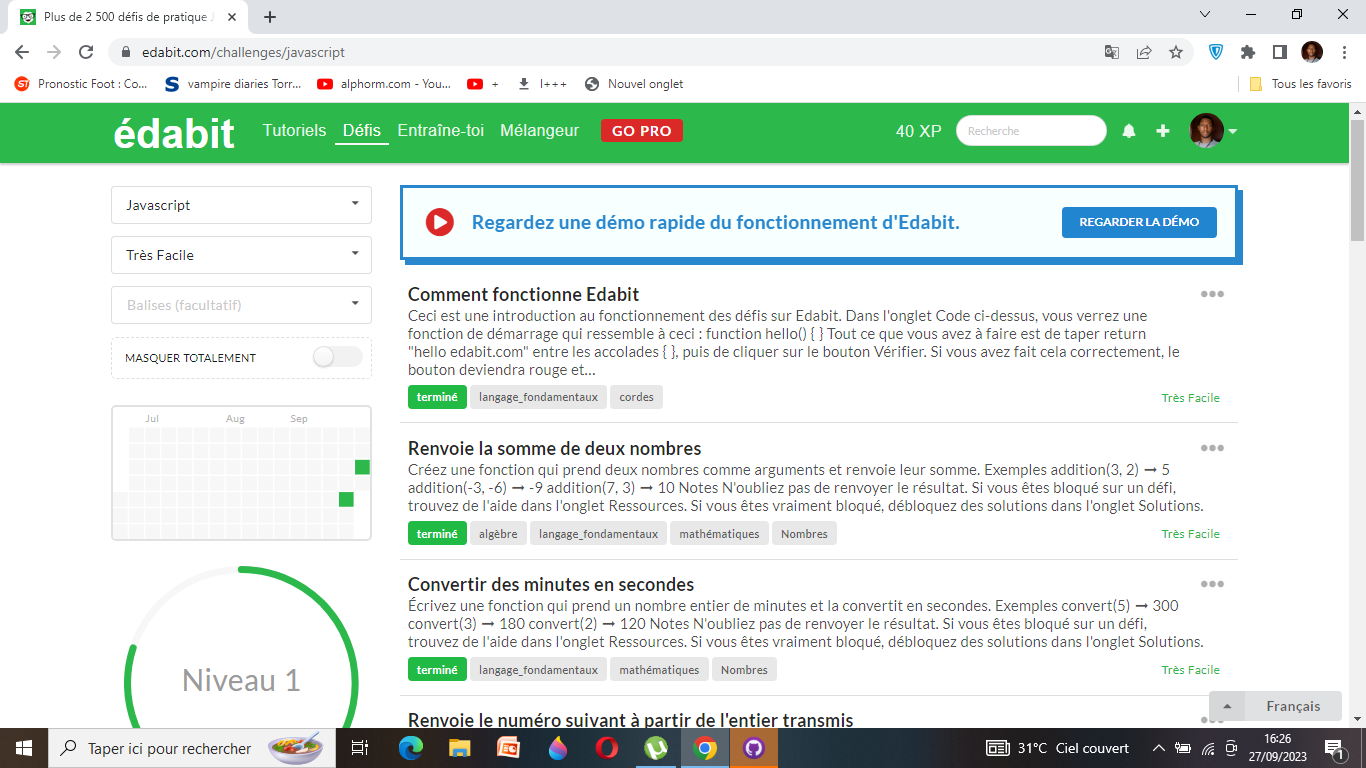 Plus de 2 500 défis de pratique J
edabit.com/challenges/javascript
Pronostic Foot : Co...
vampire diaries Torr...
alphorm.com - You...
+
l+++
Nouvel onglet
Tous les favoris
édabit
Tutoriels
Défis
Entraîne-toi
Mélangeur
GO PRO
40 XP
Recherche
Javascript
Très Facile
Balises (facultatif)
MASQUER TOTALEMENT
Jul Aug Sep
Niveau 1
Regardez une démo rapide du fonctionnement d'Edabit.
REGARDER LA DÉMO
Comment fonctionne Edabit
Ceci est une introduction au fonctionnement des défis sur Edabit. Dans l'onglet Code ci-dessus, vous verrez une
fonction de démarrage qui ressemble à ceci : function hello() { } Tout ce que vous avez à faire est de taper return
"hello edabit.com" entre les accolades { }, puis de cliquer sur le bouton Vérifier. Si vous avez fait cela correctement, le
bouton deviendra rouge et...
terminé langage_fondamentaux cordes
Très Facile
Renvoie la somme de deux nombres
Créez une fonction qui prend deux nombres comme arguments et renvoie leur somme. Exemples addition(3, 2) ➞ 5
addition(-3, -6) ➞ -9 addition(7, 3) ➞ 10 Notes N'oubliez pas de renvoyer le résultat. Si vous êtes bloqué sur un défi,
trouvez de l'aide dans l'onglet Ressources. Si vous êtes vraiment bloqué, débloquez des solutions dans l'onglet Solutions.
terminé algèbre langage_fondamentaux mathématiques Nombres
Très Facile
Convertir des minutes en secondes
Écrivez une fonction qui prend un nombre entier de minutes et la convertit en secondes. Exemples convert(5) ➞ 300
convert(3) ➞ 180 convert(2) ➞ 120 Notes N'oubliez pas de renvoyer le résultat. Si vous êtes bloqué sur un défi,
trouvez de l'aide dans l'onglet Ressources. Si vous êtes vraiment bloqué, débloquez des solutions dans l'onglet Solutions.
terminé langage_fondamentaux mathématiques Nombres
Très Facile
Renvoie le numéro suivant à partir de l'entier transmis
Français
Taper ici pour rechercher
31°C Ciel couvert
16:26
27/09/2023
1